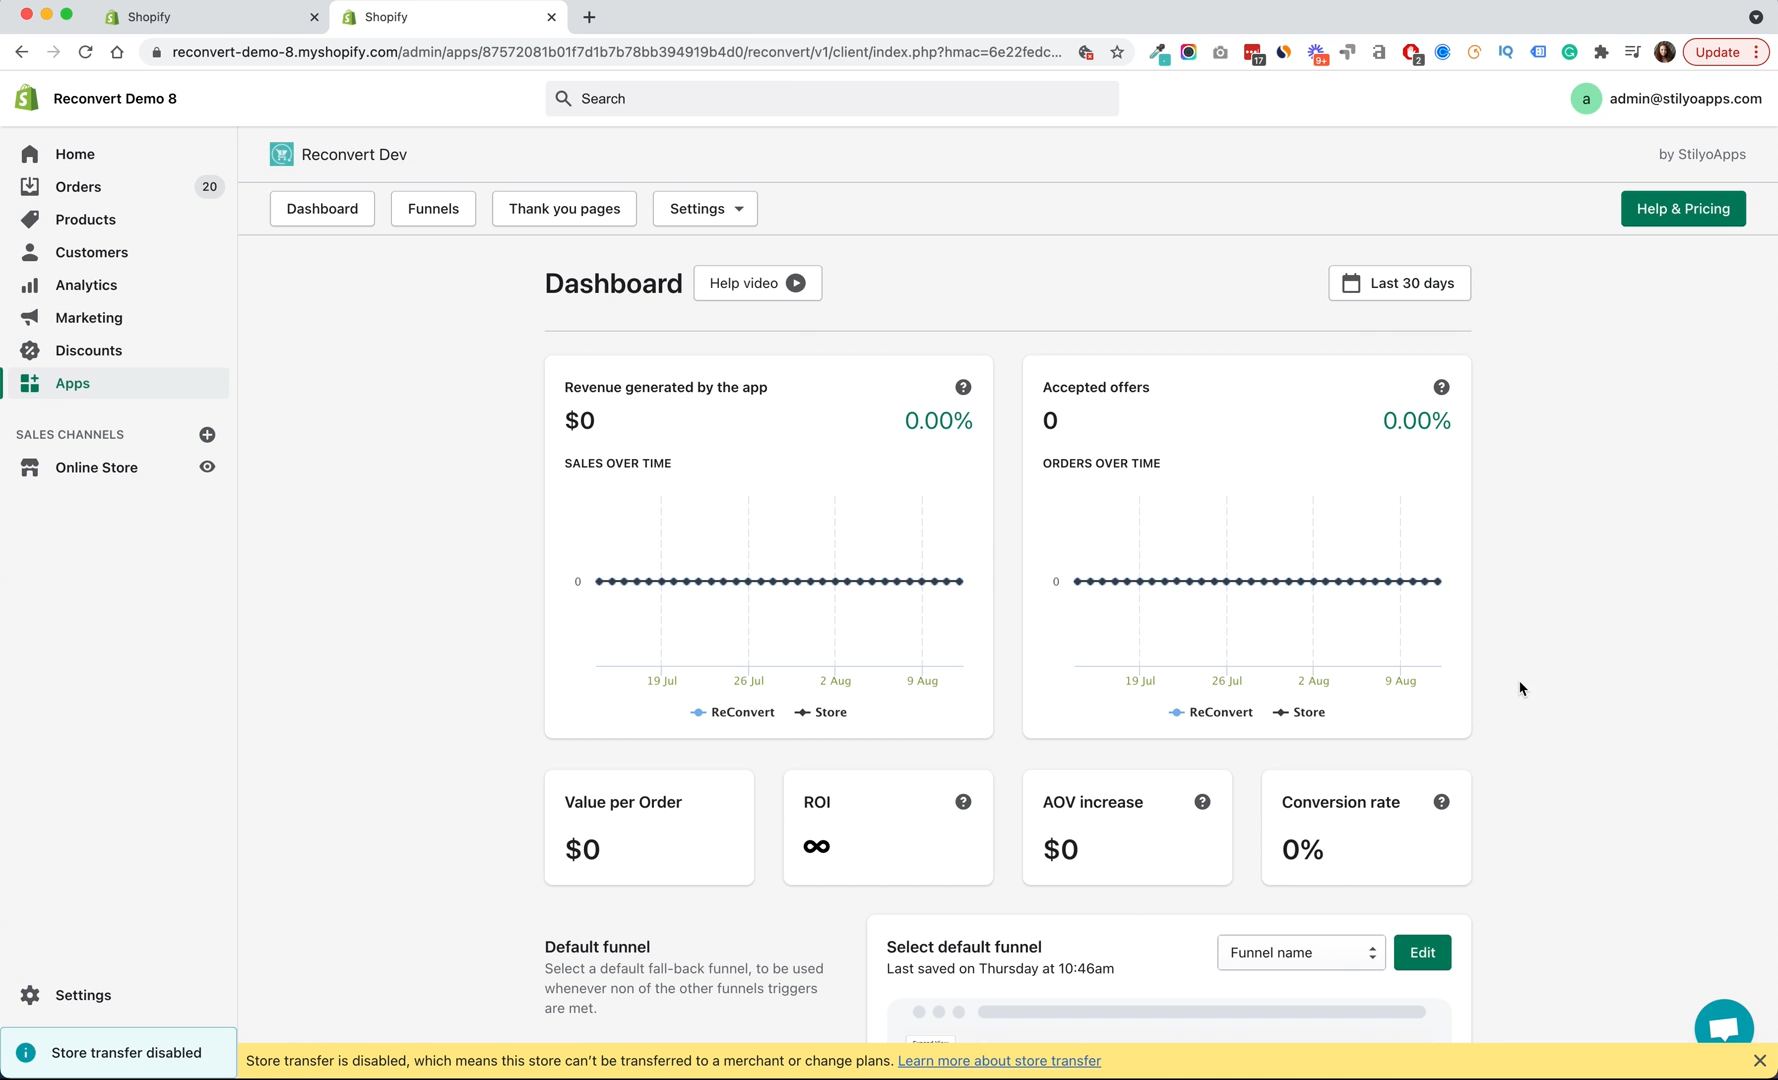 Shopify
Shopify
reconvert-demo-8.myshopify.com/admin/apps/87572081b01f7d1b7b78bb394919b4d0/reconvert/v1/client/index.php?hmac=6e22fedc...
17
9+
2
IQ
Update
Reconvert Demo 8
Search
a
admin@stilyoapps.com
Home
Orders
20
Products
Customers
Analytics
Marketing
Discounts
Apps
SALES CHANNELS
Online Store
Settings
Store transfer disabled
Reconvert Dev
by StilyoApps
Dashboard
Funnels
Thank you pages
Settings
Help & Pricing
Dashboard
Help video
Last 30 days
Revenue generated by the app
$0
0.00%
SALES OVER TIME
0
19 Jul
26 Jul
2 Aug
9 Aug
ReConvert
Store
Accepted offers
0
0.00%
ORDERS OVER TIME
0
19 Jul
26 Jul
2 Aug
9 Aug
ReConvert
Store
Value per Order
$0
ROI
∞
AOV increase
$0
Conversion rate
0%
Default funnel
Select a default fall-back funnel, to be used
whenever non of the other funnels triggers
are met.
Select default funnel
Last saved on Thursday at 10:46am
Funnel name
Edit
Store transfer is disabled, which means this store can't be transferred to a merchant or change plans. Learn more about store transfer